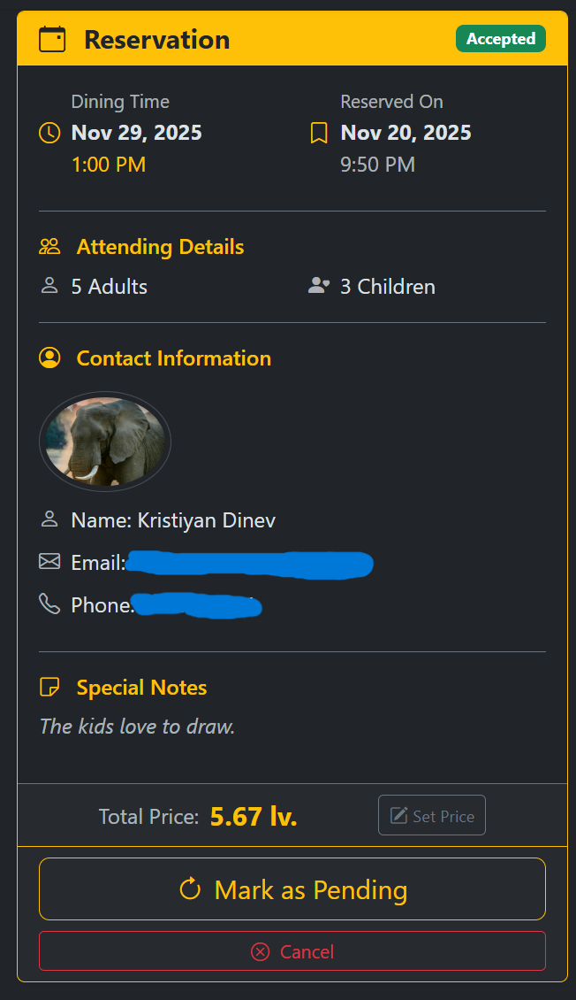 Reservation Accepted
Dining Time Reserved On
Nov 29, 2025 Nov 20, 2025
1:00 PM 9:50 PM
Attending Details
5 Adults 3 Children
Contact Information
Name: Kristiyan Dinev
Email:
Phone:
Special Notes
The kids love to draw.
Total Price: 5.67 lv. Set Price
Mark as Pending
Cancel